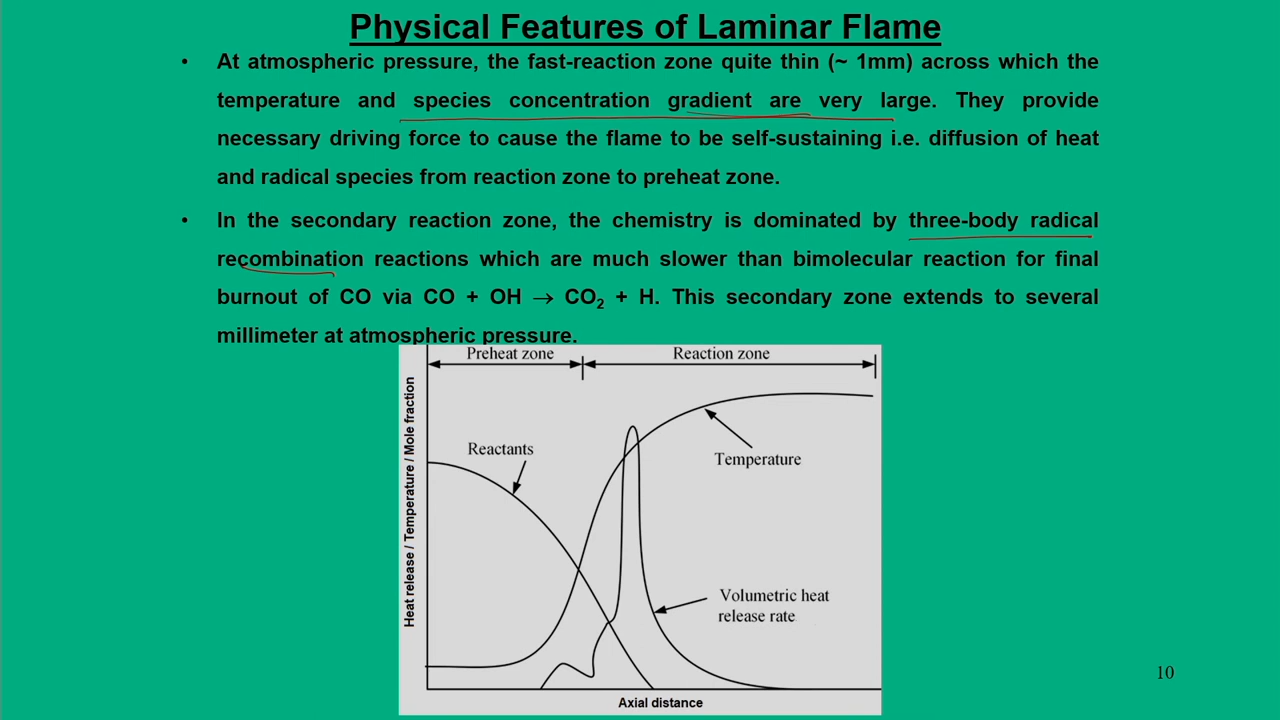 Physical Features of Laminar Flame
• At atmospheric pressure, the fast-reaction zone quite thin (~ 1mm) across which the
temperature and species concentration gradient are very large. They provide
necessary driving force to cause the flame to be self-sustaining i.e. diffusion of heat
and radical species from reaction zone to preheat zone.
• In the secondary reaction zone, the chemistry is dominated by three-body radical
recombination reactions which are much slower than bimolecular reaction for final
burnout of CO via CO + OH → CO₂ + H. This secondary zone extends to several
millimeter at atmospheric pressure.
Preheat zone
Reaction zone
Heat release / Temperature / Mole fraction
Reactants
Temperature
Volumetric heat
release rate
Axial distance
10